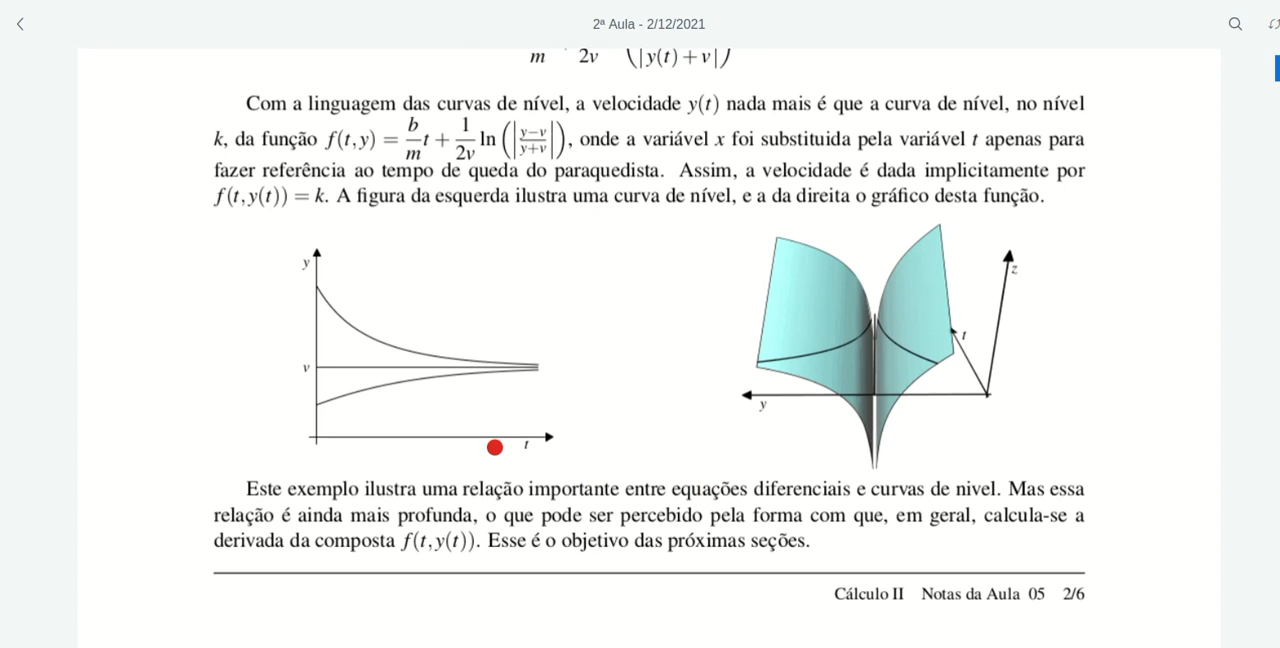 2ª Aula - 2/12/2021
m 2v (|y(t)+v|)
Com a linguagem das curvas de nível, a velocidade y(t) nada mais é que a curva de nível, no nível
k, da função f(t,y) = b/m t + 1/2v ln(|y−v/y+v|), onde a variável x foi substituida pela variável t apenas para
fazer referência ao tempo de queda do paraquedista. Assim, a velocidade é dada implicitamente por
f(t,y(t)) = k. A figura da esquerda ilustra uma curva de nível, e a da direita o gráfico desta função.
y
v
t
z
t
y
Este exemplo ilustra uma relação importante entre equações diferenciais e curvas de nivel. Mas essa
relação é ainda mais profunda, o que pode ser percebido pela forma com que, em geral, calcula-se a
derivada da composta f(t,y(t)). Esse é o objetivo das próximas seções.
Cálculo II Notas da Aula 05 2/6